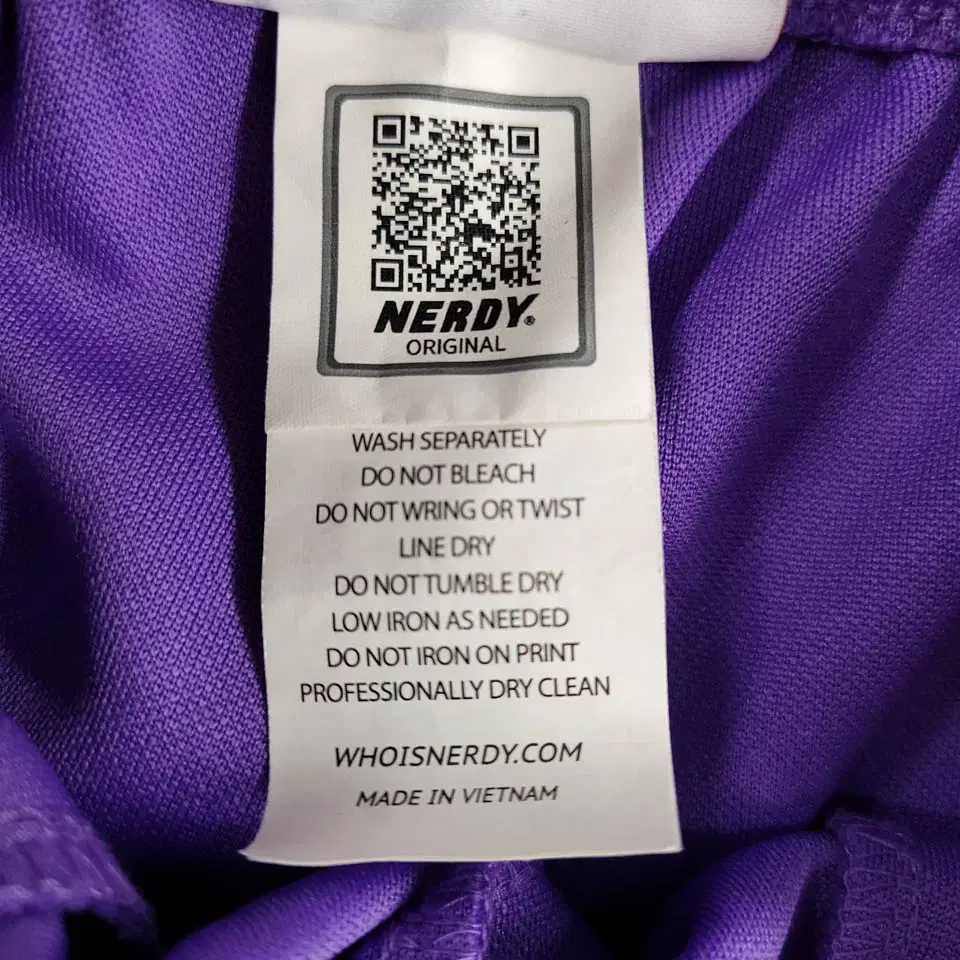 NERDY®
ORIGINAL
WASH SEPARATELY
DO NOT BLEACH
DO NOT WRING OR TWIST
LINE DRY
DO NOT TUMBLE DRY
LOW IRON AS NEEDED
DO NOT IRON ON PRINT
PROFESSIONALLY DRY CLEAN
WHOISNERDY.COM
MADE IN VIETNAM